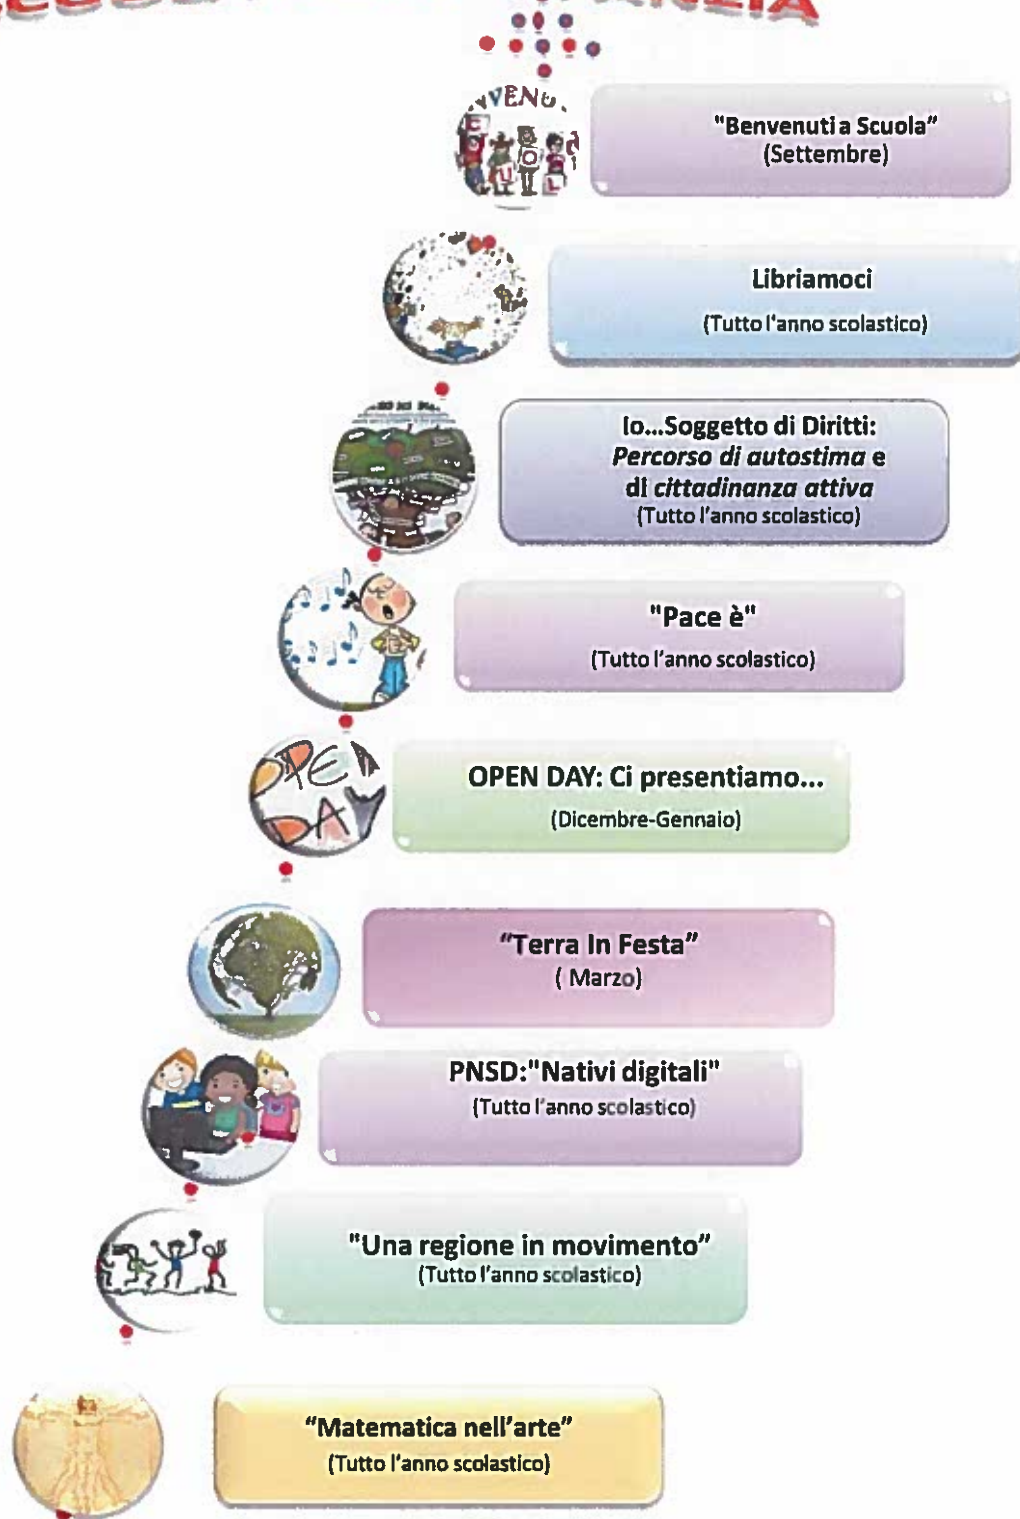 "Benvenuti a Scuola"
(Settembre)
Libriamoci
(Tutto l'anno scolastico)
Io...Soggetto di Diritti:
Percorso di autostima e
di cittadinanza attiva
(Tutto l'anno scolastico)
"Pace è"
(Tutto l'anno scolastico)
OPEN DAY
OPEN DAY: Ci presentiamo...
(Dicembre-Gennaio)
"Terra In Festa"
( Marzo)
PNSD:"Nativi digitali"
(Tutto l'anno scolastico)
"Una regione in movimento"
(Tutto l'anno scolastico)
"Matematica nell'arte"
(Tutto l'anno scolastico)